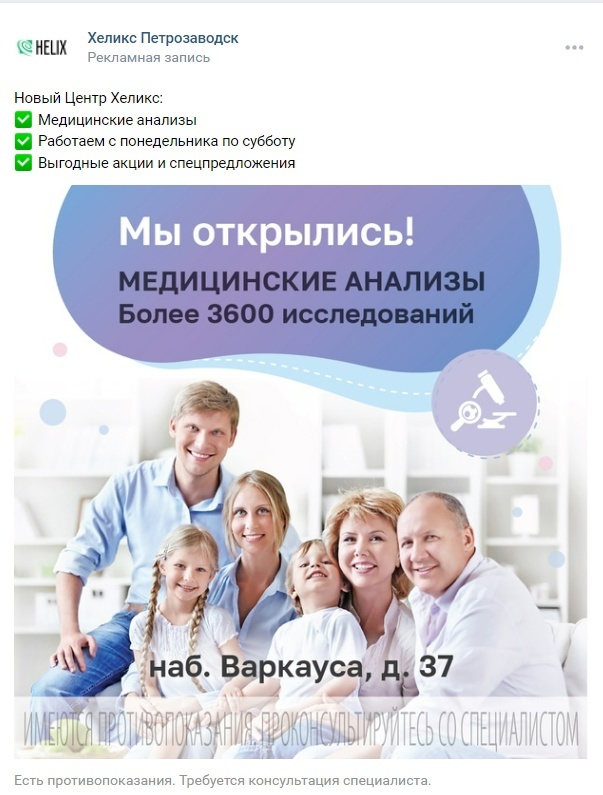 HELIX
Хеликс Петрозаводск
Рекламная запись
Новый Центр Хеликс:
✅ Медицинские анализы
✅ Работаем с понедельника по субботу
✅ Выгодные акции и спецпредложения
Мы открылись!
МЕДИЦИНСКИЕ АНАЛИЗЫ
Более 3600 исследований
наб. Варкауса, д. 37
ИМЕЮТСЯ ПРОТИВОПОКАЗАНИЯ. ПРОКОНСУЛЬТИРУЙТЕСЬ СО СПЕЦИАЛИСТОМ
Есть противопоказания. Требуется консультация специалиста.